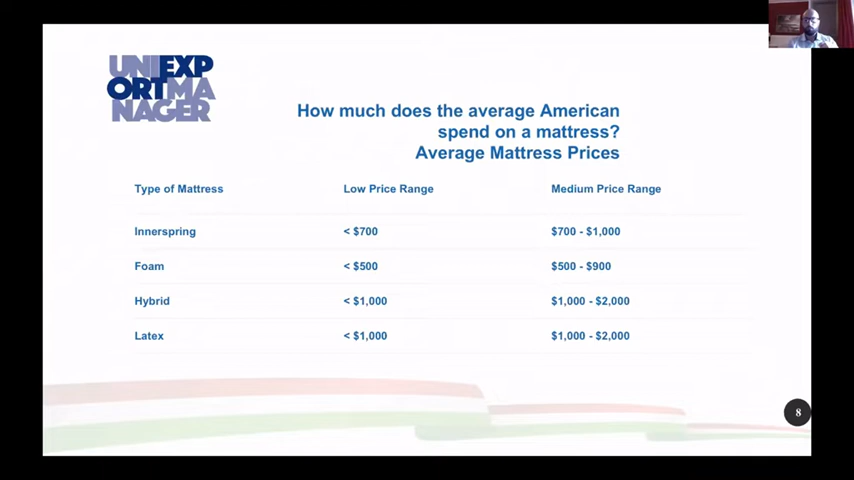 UNIEXP
ORTMA
NAGER
How much does the average American
spend on a mattress?
Average Mattress Prices
Type of Mattress Low Price Range Medium Price Range
Innerspring < $700 $700 - $1,000
Foam < $500 $500 - $900
Hybrid < $1,000 $1,000 - $2,000
Latex < $1,000 $1,000 - $2,000
8